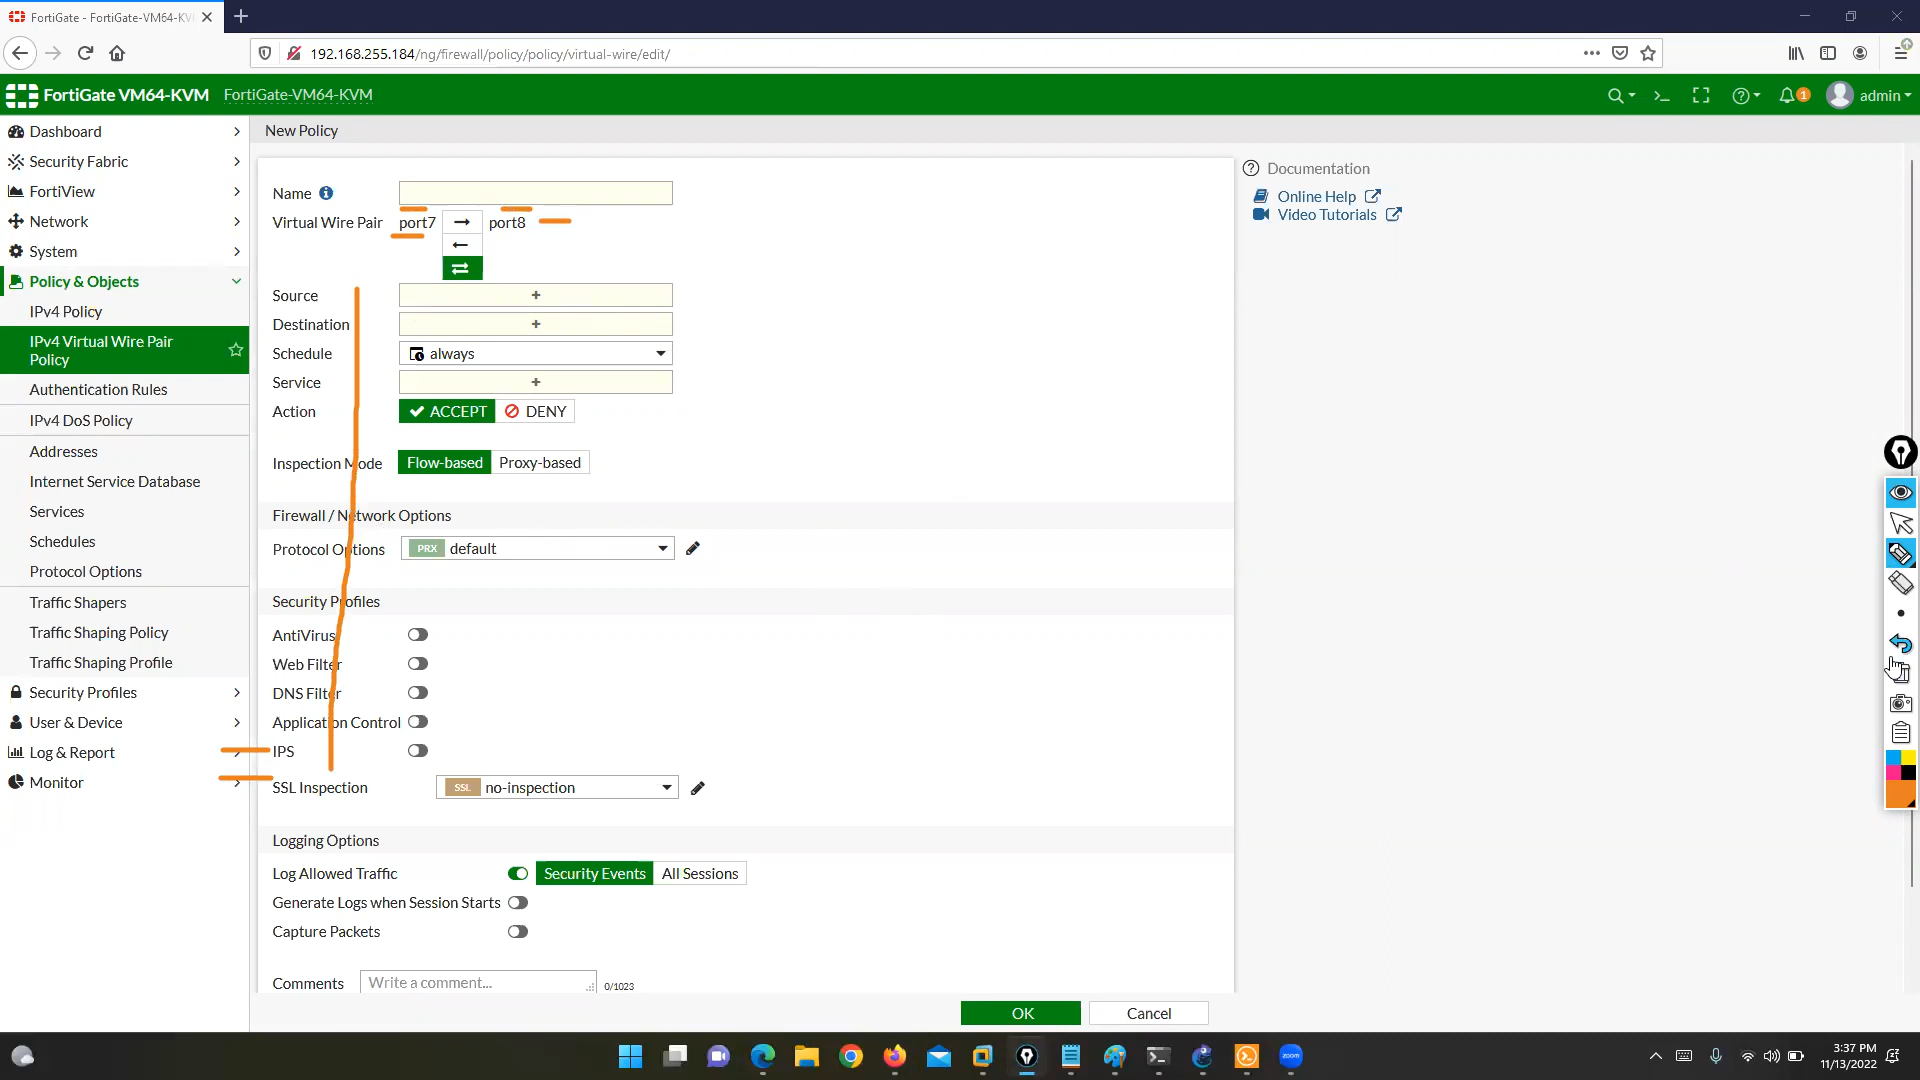 FortiGate - FortiGate-VM64-KV
192.168.255.184/ng/firewall/policy/policy/virtual-wire/edit/
FortiGate VM64-KVM FortiGate-VM64-KVM
1 admin
Dashboard
Security Fabric
FortiView
Network
System
Policy & Objects
IPv4 Policy
IPv4 Virtual Wire Pair
Policy
Authentication Rules
IPv4 DoS Policy
Addresses
Internet Service Database
Services
Schedules
Protocol Options
Traffic Shapers
Traffic Shaping Policy
Traffic Shaping Profile
Security Profiles
User & Device
Log & Report
Monitor
New Policy
Name
Virtual Wire Pair port7 port8
Source +
Destination +
Schedule always
Service +
Action ACCEPT DENY
Inspection Mode Flow-based Proxy-based
Firewall / Network Options
Protocol Options PRX default
Security Profiles
AntiVirus
Web Filter
DNS Filter
Application Control
IPS
SSL Inspection SSL no-inspection
Logging Options
Log Allowed Traffic Security Events All Sessions
Generate Logs when Session Starts
Capture Packets
Comments Write a comment... 0/1023
OK Cancel
Documentation
Online Help
Video Tutorials
zoom
3:37 PM
11/13/2022